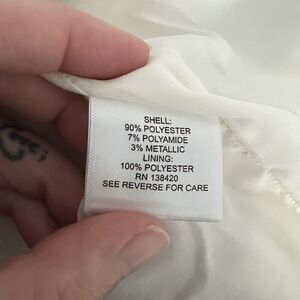 SHELL:
90% POLYESTER
7% POLYAMIDE
3% METALLIC
LINING:
100% POLYESTER
RN 138420
SEE REVERSE FOR CARE